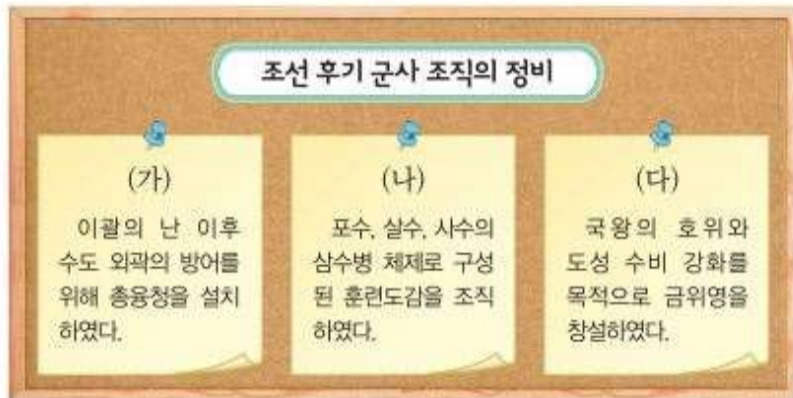 조선 후기 군사 조직의 정비
(가)
이괄의 난 이후
수도 외곽의 방어를
위해 총융청을 설치
하였다.
(나)
포수, 살수, 사수의
삼수병 체제로 구성
된 훈련도감을 조직
하였다.
(다)
국왕의 호위와
도성 수비 강화를
목적으로 금위영을
창설하였다.